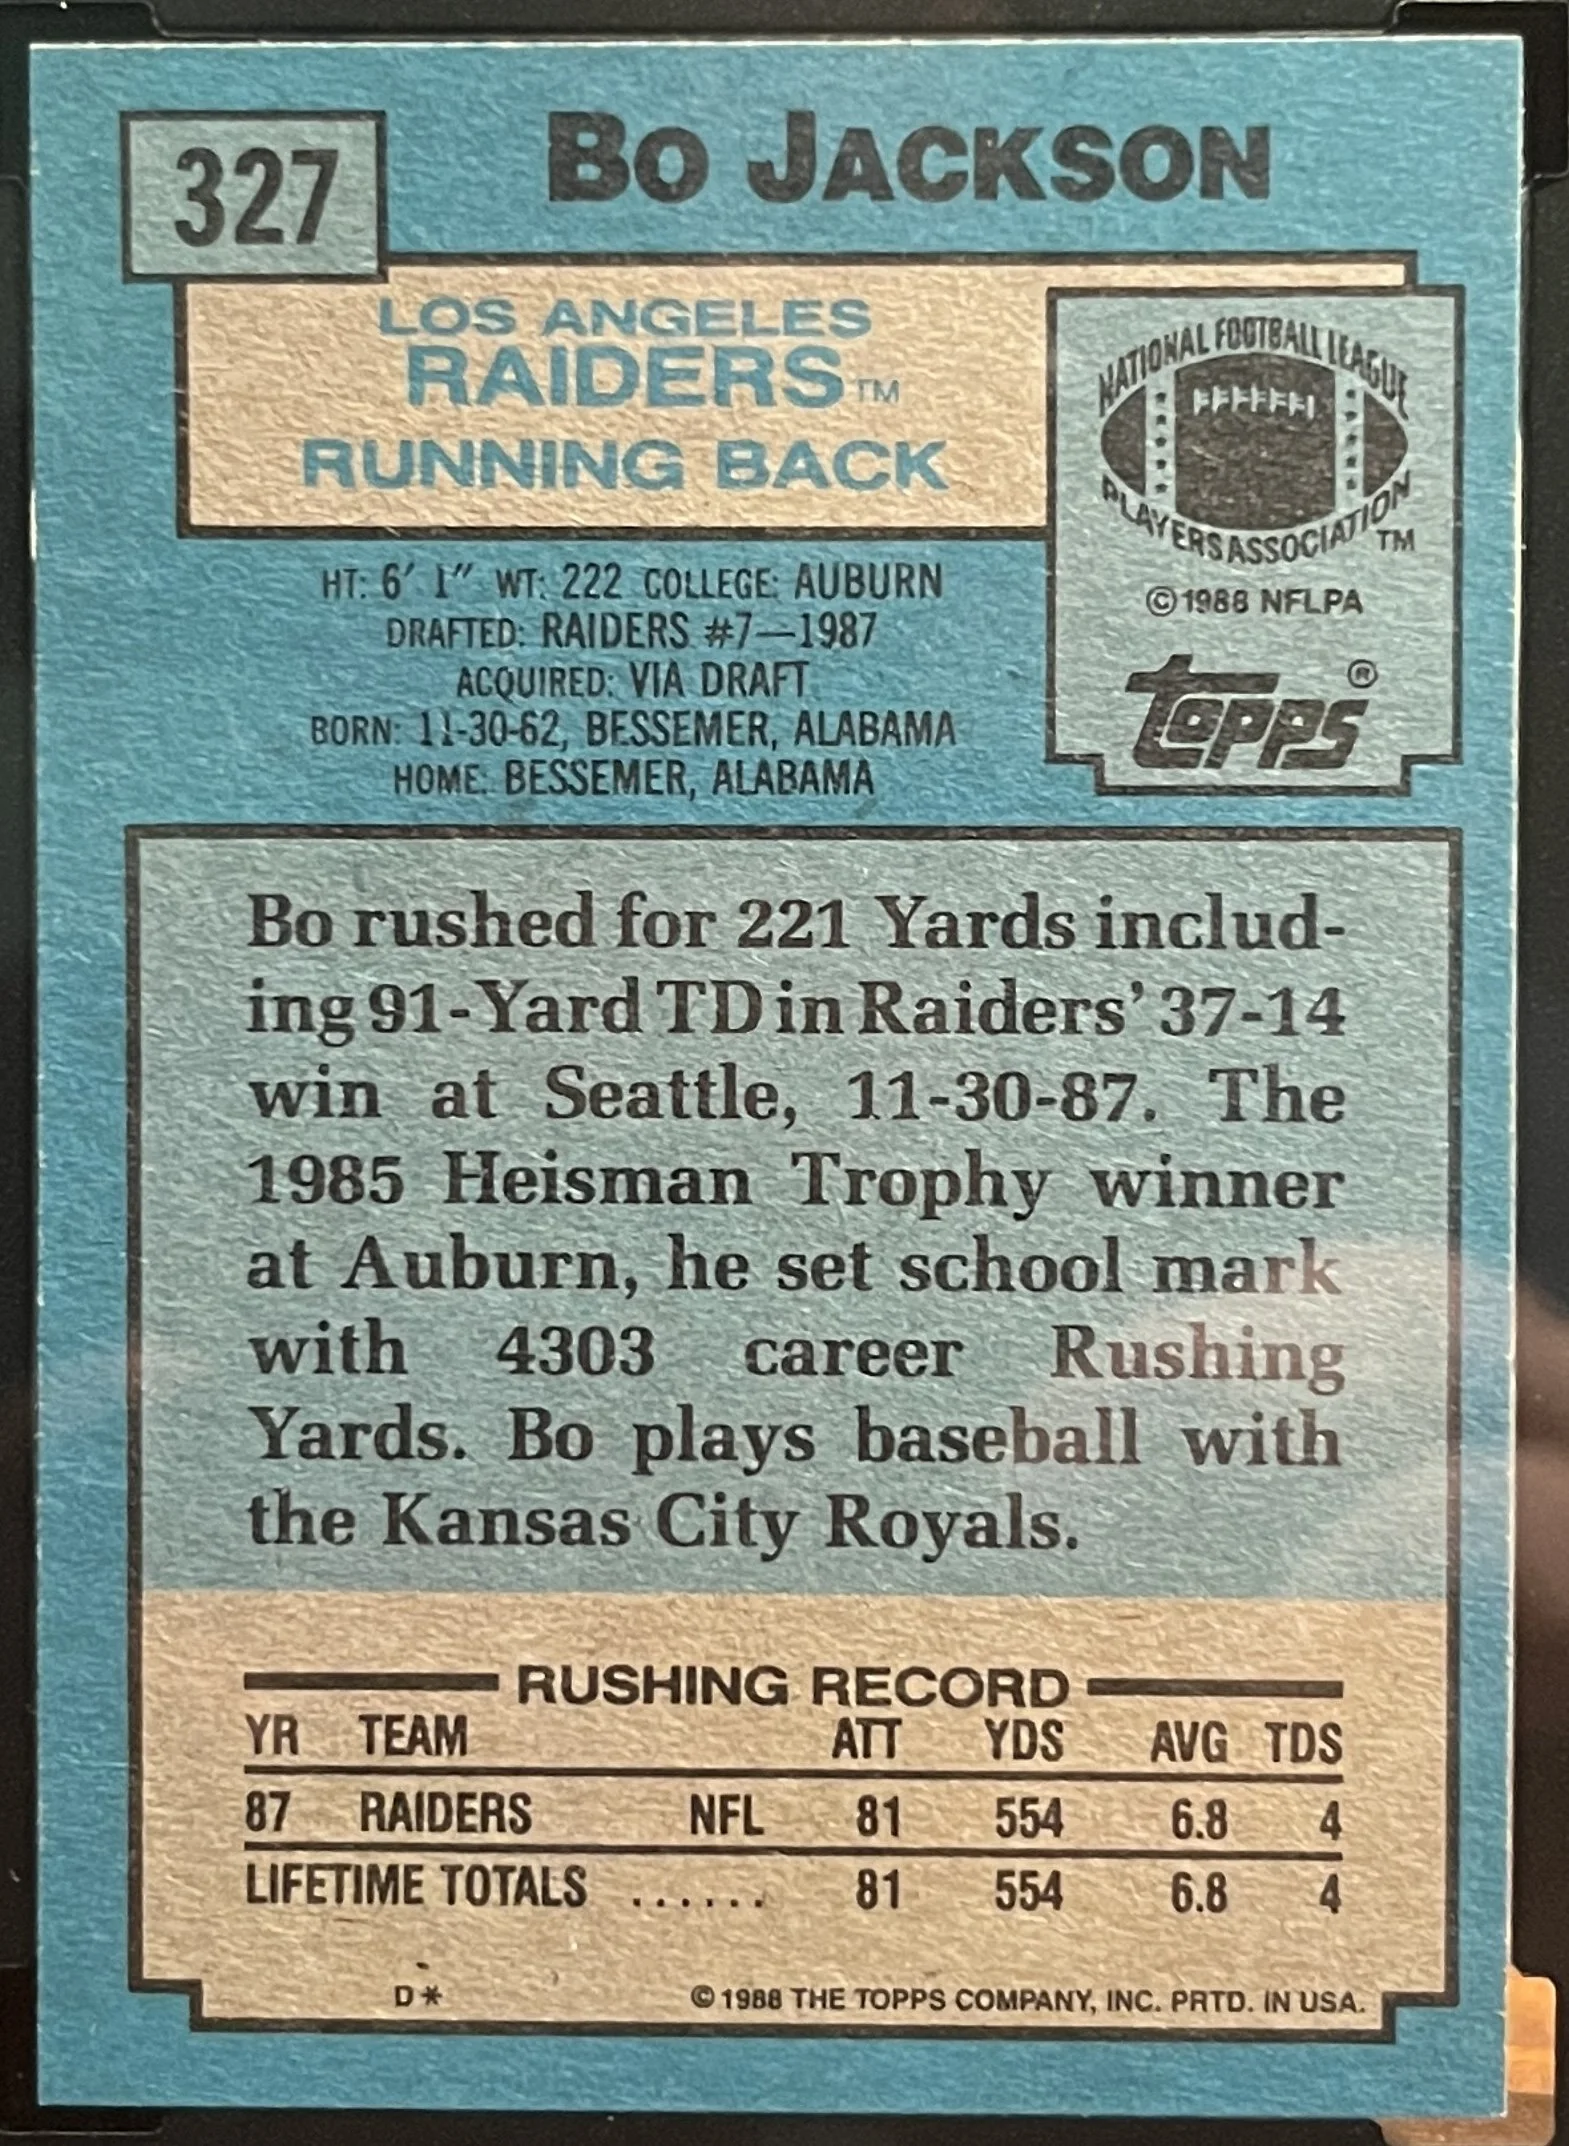 327
BO JACKSON
LOS ANGELES
RAIDERS™
RUNNING BACK
NATIONAL FOOTBALL LEAGUE
PLAYERS ASSOCIATION™
©1988 NFLPA
topps®
HT: 6′ 1″ WT: 222 COLLEGE: AUBURN
DRAFTED: RAIDERS #7—1987
ACQUIRED: VIA DRAFT
BORN: 11-30-62, BESSEMER, ALABAMA
HOME: BESSEMER, ALABAMA
Bo rushed for 221 Yards includ-
ing 91-Yard TD in Raiders’ 37-14
win at Seattle, 11-30-87. The
1985 Heisman Trophy winner
at Auburn, he set school mark
with 4303 career Rushing
Yards. Bo plays baseball with
the Kansas City Royals.
RUSHING RECORD
YR TEAM ATT YDS AVG TDS
87 RAIDERS NFL 81 554 6.8 4
LIFETIME TOTALS ...... 81 554 6.8 4
D* ©1988 THE TOPPS COMPANY, INC. PRTD. IN USA.